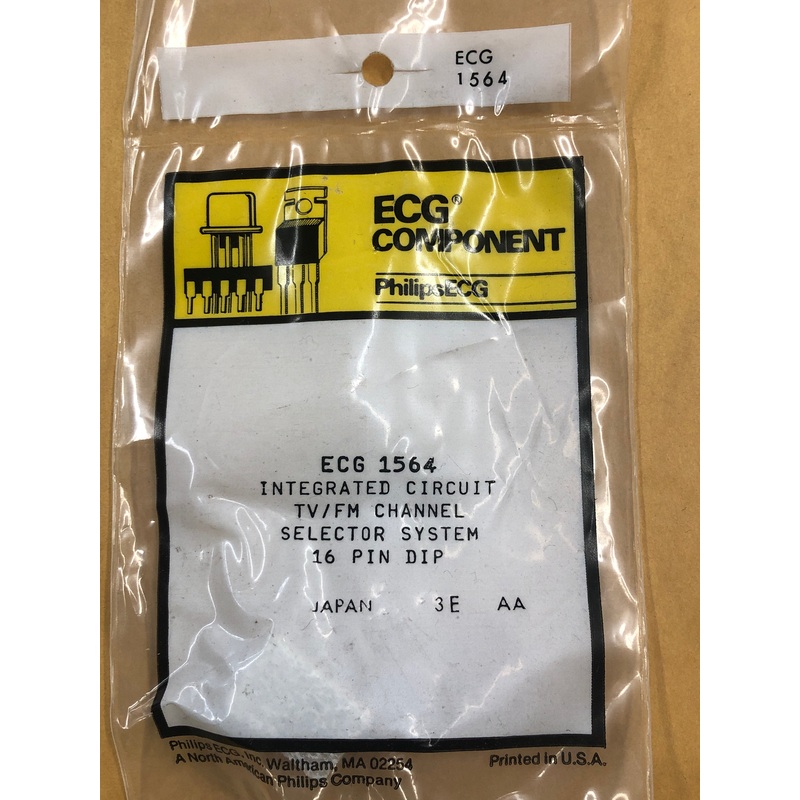 ECG
1564
ECG®
COMPONENT
PhilipsECG
ECG 1564
INTEGRATED CIRCUIT
TV/FM CHANNEL
SELECTOR SYSTEM
16 PIN DIP
JAPAN 3E AA
Philips ECG, Inc. Waltham, MA 02254
A North American Philips Company
Printed in U.S.A.